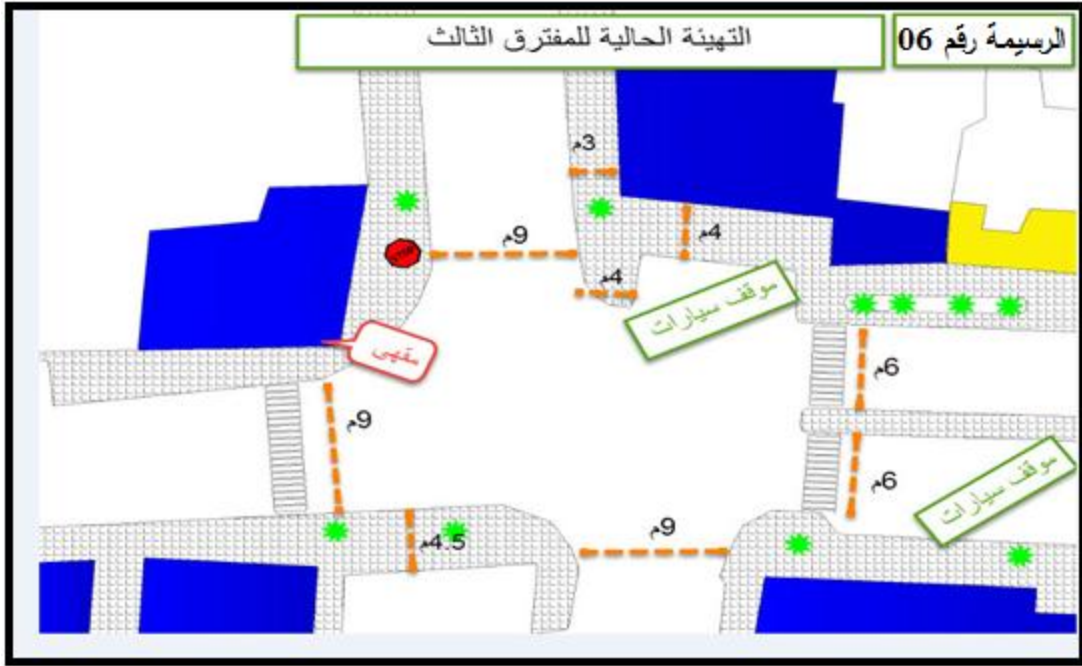 الرسيمة رقم 06
التهيئة الحالية للمفترق الثالث
3م
9م
4م
4م
موقف سيارات
مقهى
6م
9م
6م
موقف سيارات
4.5م
9م